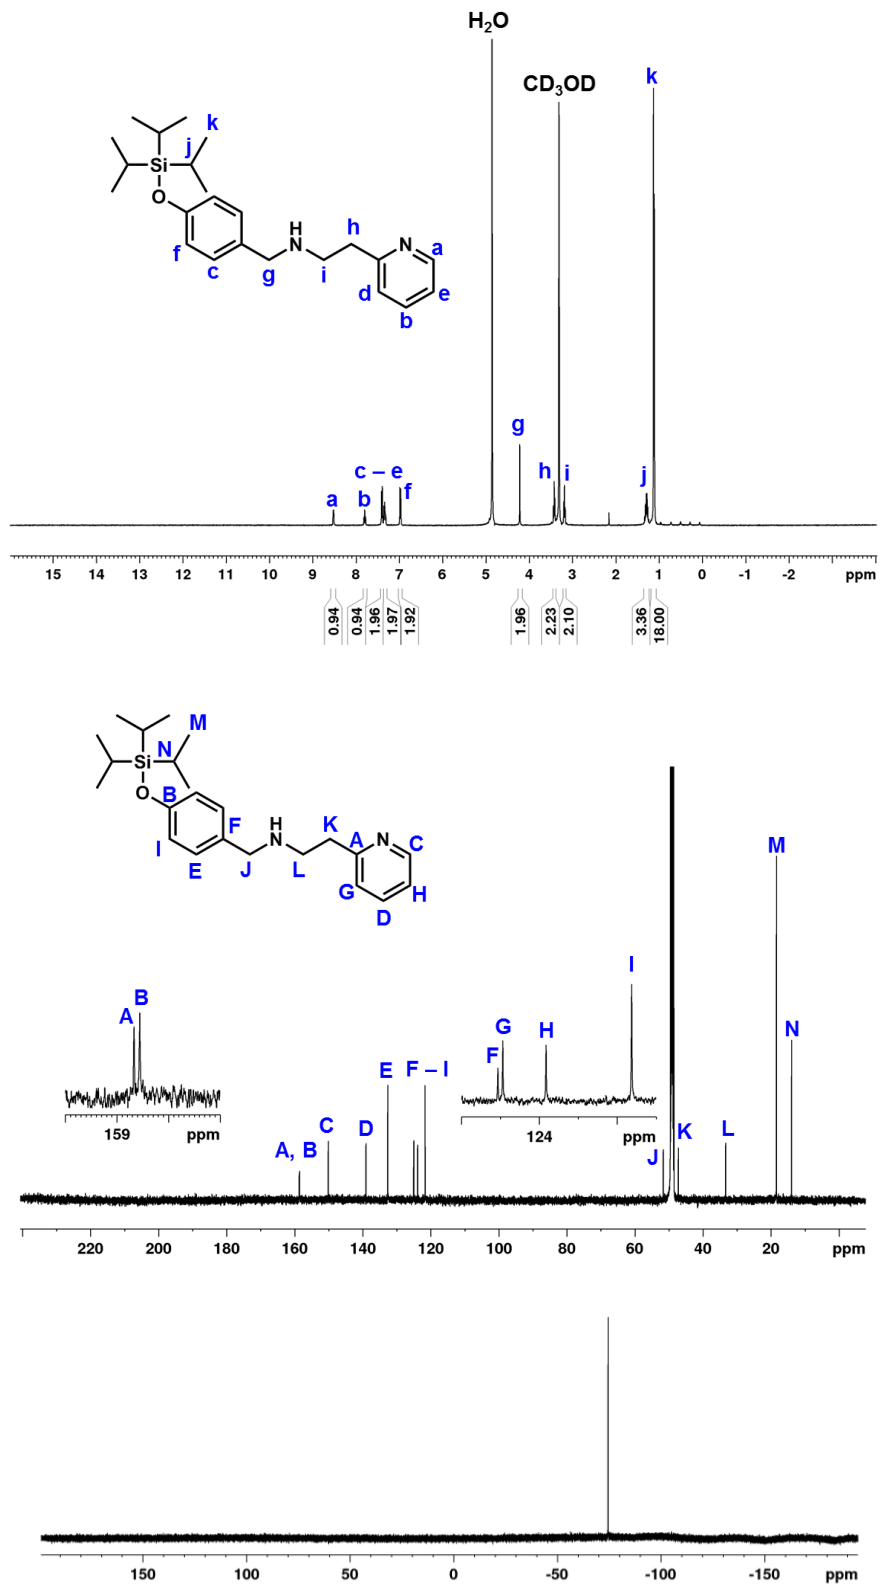 H2O
CD3OD
k
k
j
Si
O
H
N
h
N
a
f
c
g
i
d
e
b
g
c – e
h
i
j
a
b
f
15 14 13 12 11 10 9 8 7 6 5 4 3 2 1 0 -1 -2 ppm
0.94 0.94 1.96 1.97 1.92 1.96 2.23 2.10 3.36 18.00
M
N
Si
O
B
F
H
N
K
A
N
C
I
E
J
L
G
H
D
M
I
B
A
G
H
F
N
E
F – I
159 ppm
124 ppm
C
D
A, B
J
K
L
220 200 180 160 140 120 100 80 60 40 20 ppm
150 100 50 0 -50 -100 -150 ppm